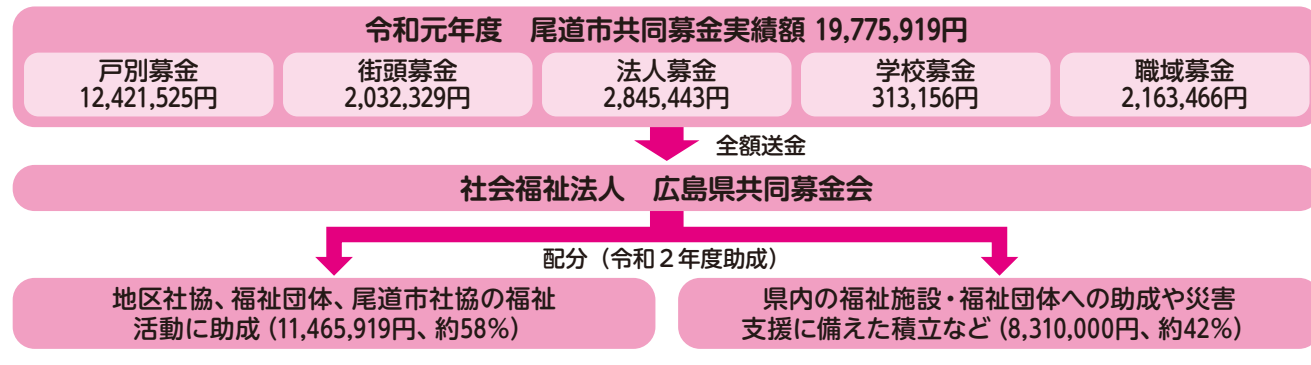 令和元年度　尾道市共同募金実績額 19,775,919円
戸別募金
12,421,525円
街頭募金
2,032,329円
法人募金
2,845,443円
学校募金
313,156円
職域募金
2,163,466円
全額送金
社会福祉法人　広島県共同募金会
配分（令和２年度助成）
地区社協、福祉団体、尾道市社協の福祉
活動に助成（11,465,919円、約58%）
県内の福祉施設・福祉団体への助成や災害
支援に備えた積立など（8,310,000円、約42%）